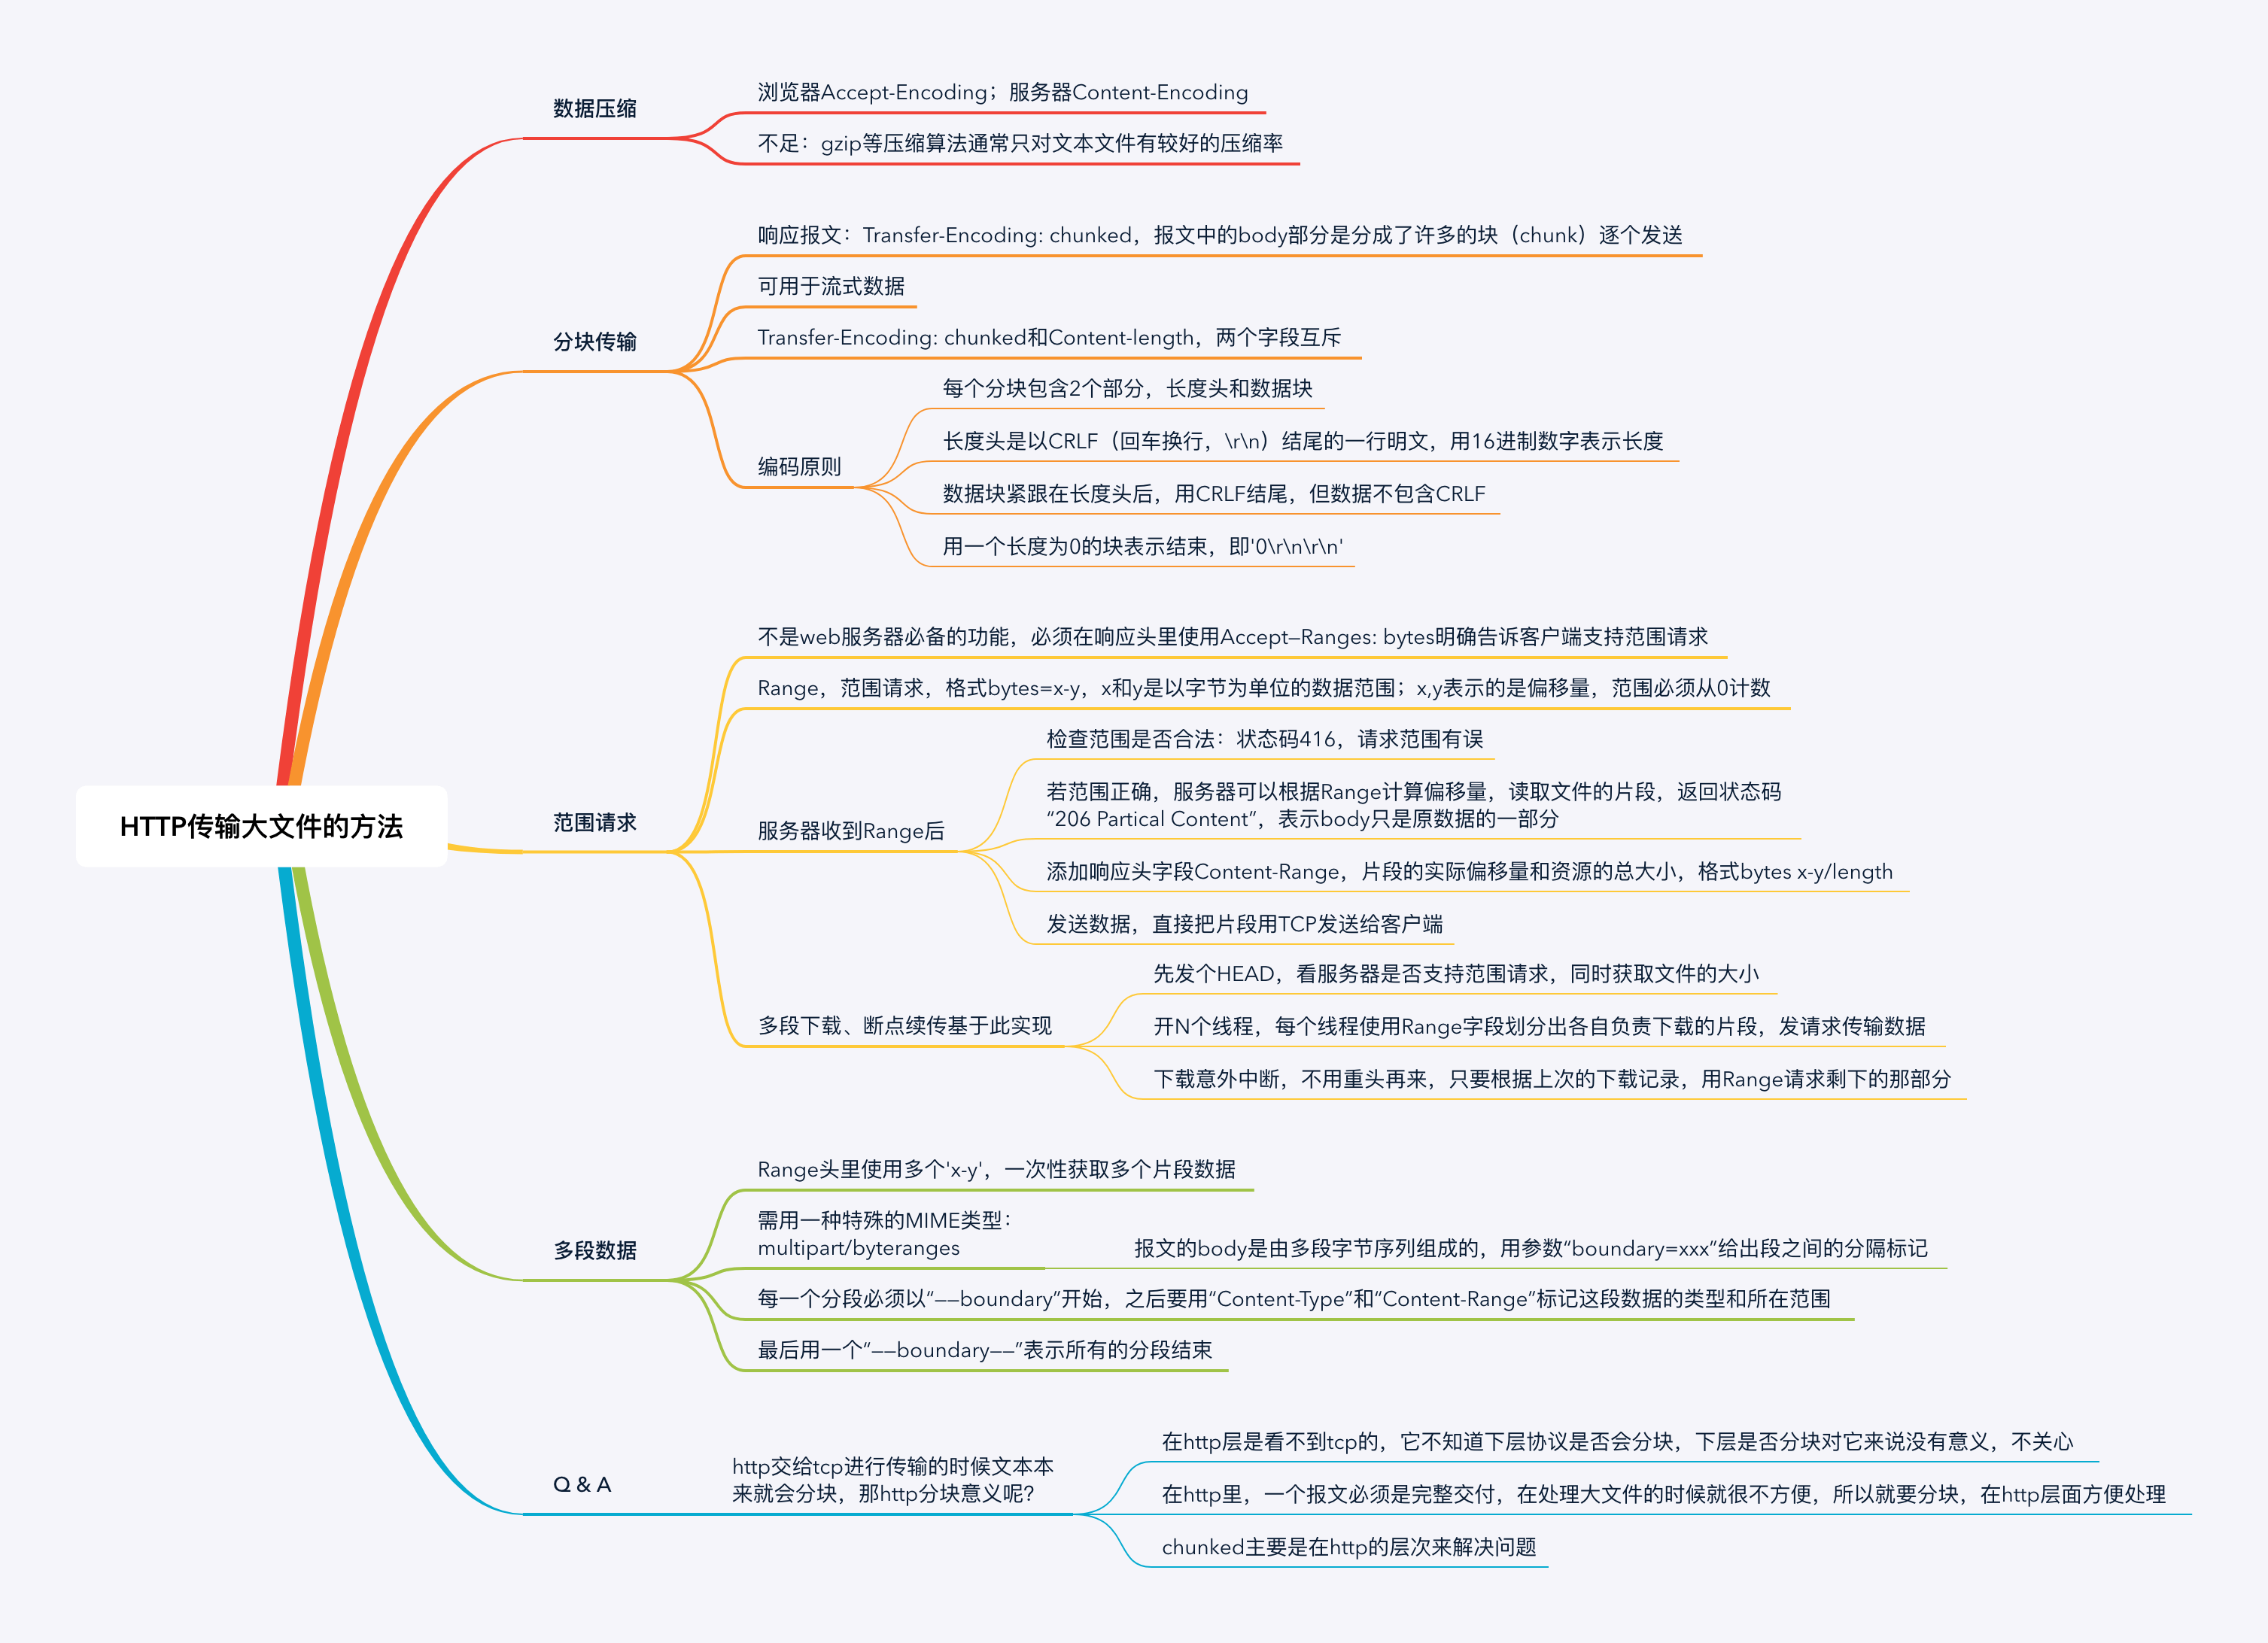 HTTP传输大文件的方法
数据压缩
浏览器Accept-Encoding；服务器Content-Encoding
不足：gzip等压缩算法通常只对文本文件有较好的压缩率
分块传输
响应报文：Transfer-Encoding: chunked，报文中的body部分是分成了许多的块（chunk）逐个发送
可用于流式数据
Transfer-Encoding: chunked和Content-length，两个字段互斥
编码原则
每个分块包含2个部分，长度头和数据块
长度头是以CRLF（回车换行，\r\n）结尾的一行明文，用16进制数字表示长度
数据块紧跟在长度头后，用CRLF结尾，但数据不包含CRLF
用一个长度为0的块表示结束，即'0\r\n\r\n'
范围请求
不是web服务器必备的功能，必须在响应头里使用Accept—Ranges: bytes明确告诉客户端支持范围请求
Range，范围请求，格式bytes=x-y，x和y是以字节为单位的数据范围；x,y表示的是偏移量，范围必须从0计数
服务器收到Range后
检查范围是否合法：状态码416，请求范围有误
若范围正确，服务器可以根据Range计算偏移量，读取文件的片段，返回状态码
“206 Partical Content”，表示body只是原数据的一部分
添加响应头字段Content-Range，片段的实际偏移量和资源的总大小，格式bytes x-y/length
发送数据，直接把片段用TCP发送给客户端
多段下载、断点续传基于此实现
先发个HEAD，看服务器是否支持范围请求，同时获取文件的大小
开N个线程，每个线程使用Range字段划分出各自负责下载的片段，发请求传输数据
下载意外中断，不用重头再来，只要根据上次的下载记录，用Range请求剩下的那部分
多段数据
Range头里使用多个'x-y'，一次性获取多个片段数据
需用一种特殊的MIME类型：
multipart/byteranges
报文的body是由多段字节序列组成的，用参数“boundary=xxx”给出段之间的分隔标记
每一个分段必须以“——boundary”开始，之后要用“Content-Type”和“Content-Range”标记这段数据的类型和所在范围
最后用一个“——boundary——”表示所有的分段结束
Q & A
http交给tcp进行传输的时候文本本
来就会分块，那http分块意义呢？
在http层是看不到tcp的，它不知道下层协议是否会分块，下层是否分块对它来说没有意义，不关心
在http里，一个报文必须是完整交付，在处理大文件的时候就很不方便，所以就要分块，在http层面方便处理
chunked主要是在http的层次来解决问题